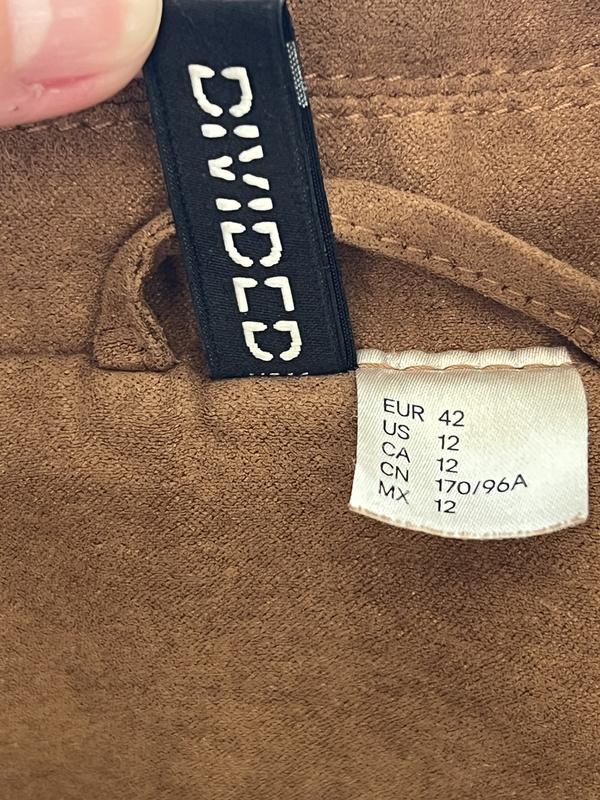 DIVIDED
EUR 42
US 12
CA 12
CN 170/96A
MX 12